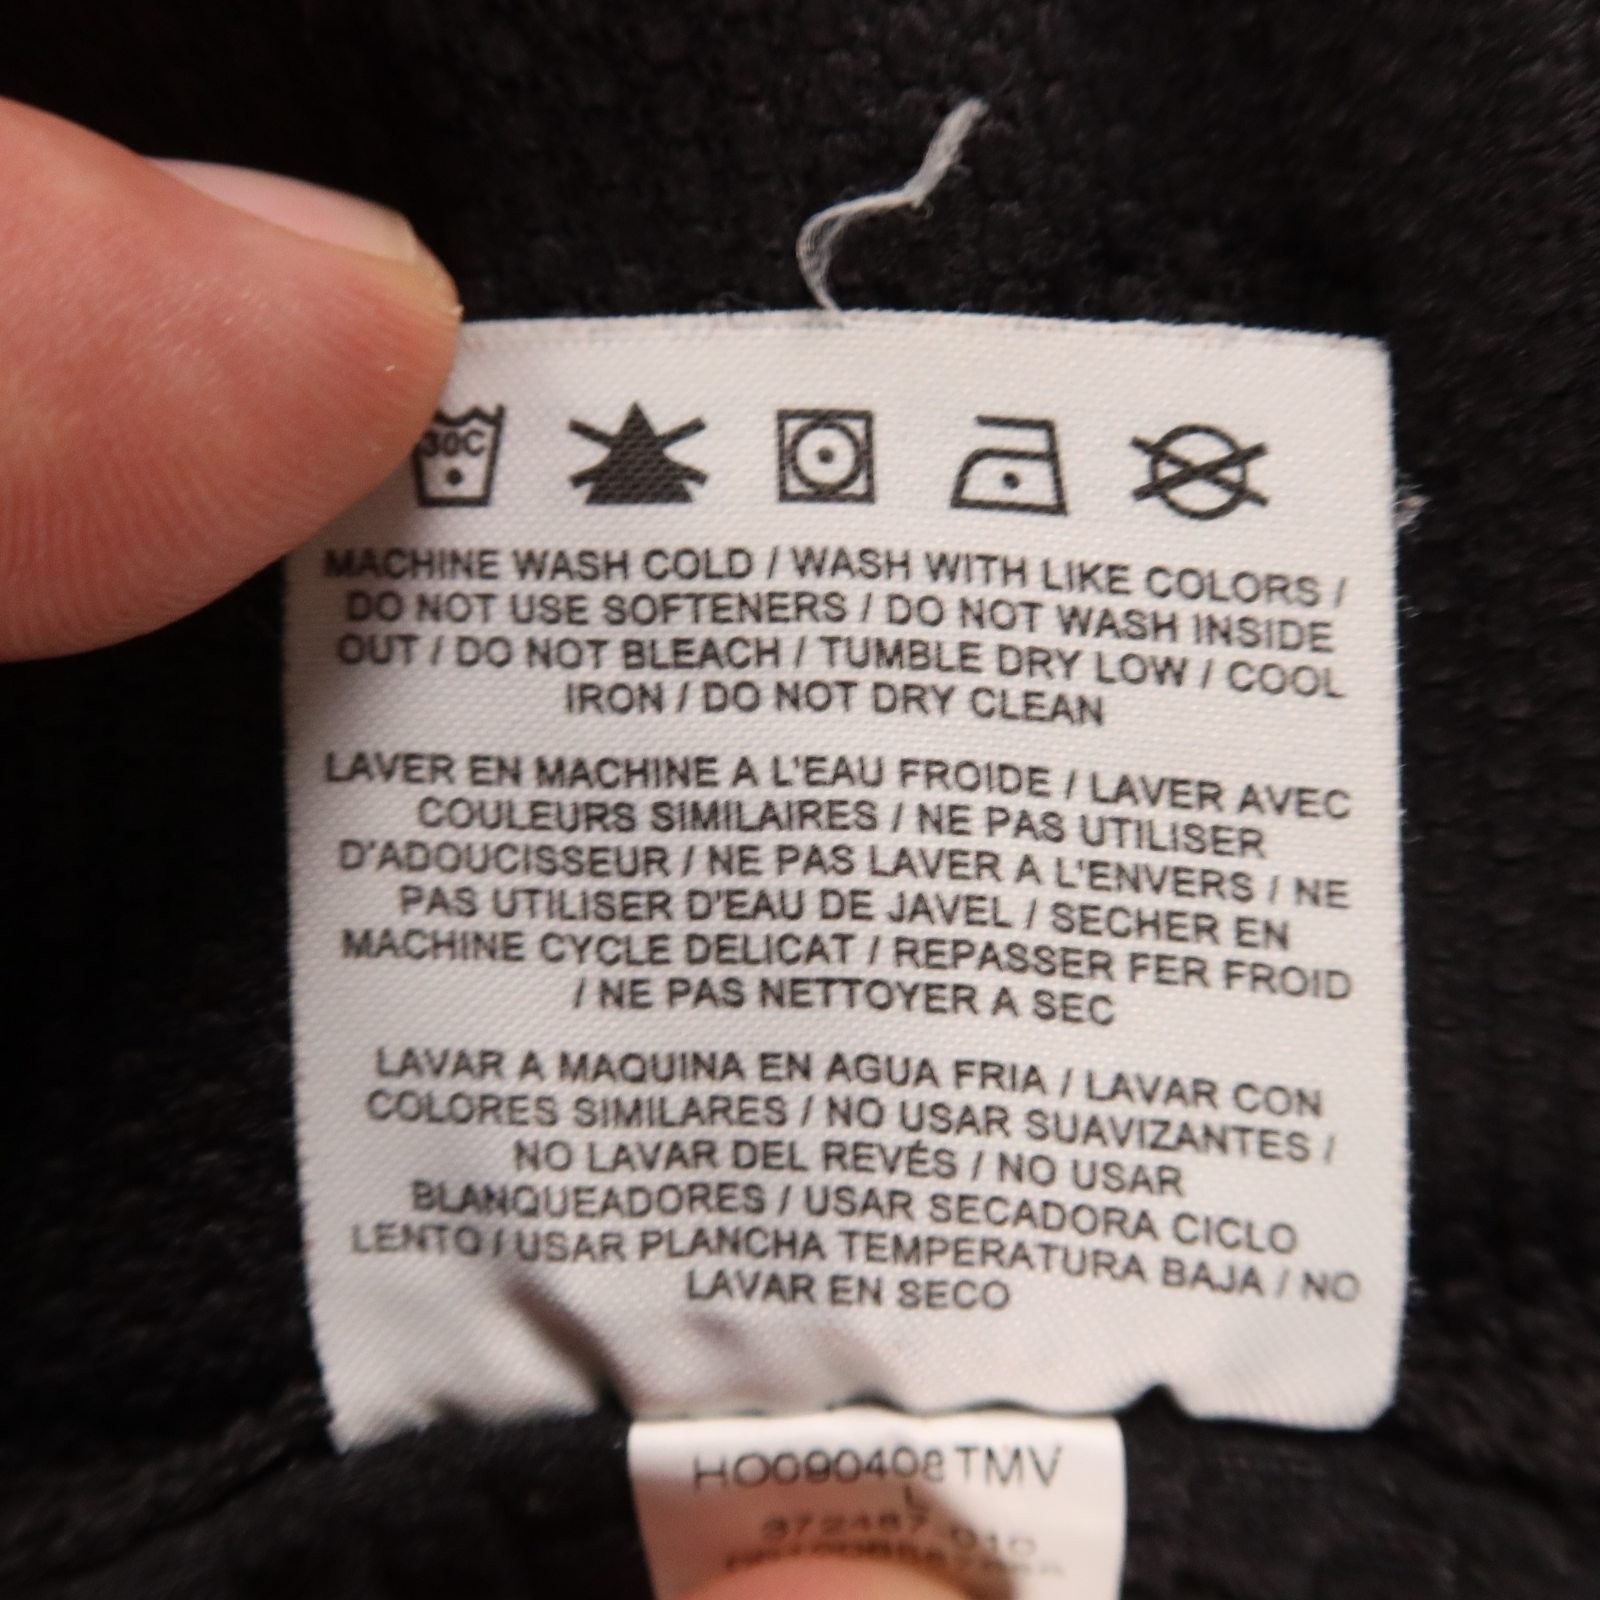 30C
MACHINE WASH COLD / WASH WITH LIKE COLORS /
DO NOT USE SOFTENERS / DO NOT WASH INSIDE
OUT / DO NOT BLEACH / TUMBLE DRY LOW / COOL
IRON / DO NOT DRY CLEAN
LAVER EN MACHINE A L'EAU FROIDE / LAVER AVEC
COULEURS SIMILAIRES / NE PAS UTILISER
D'ADOUCISSEUR / NE PAS LAVER A L'ENVERS / NE
PAS UTILISER D'EAU DE JAVEL / SECHER EN
MACHINE CYCLE DELICAT / REPASSER FER FROID
/ NE PAS NETTOYER A SEC
LAVAR A MAQUINA EN AGUA FRIA / LAVAR CON
COLORES SIMILARES / NO USAR SUAVIZANTES /
NO LAVAR DEL REVÉS / NO USAR
BLANQUEADORES / USAR SECADORA CICLO
LENTO / USAR PLANCHA TEMPERATURA BAJA / NO
LAVAR EN SECO
HO090408 TMV
L
372487-010